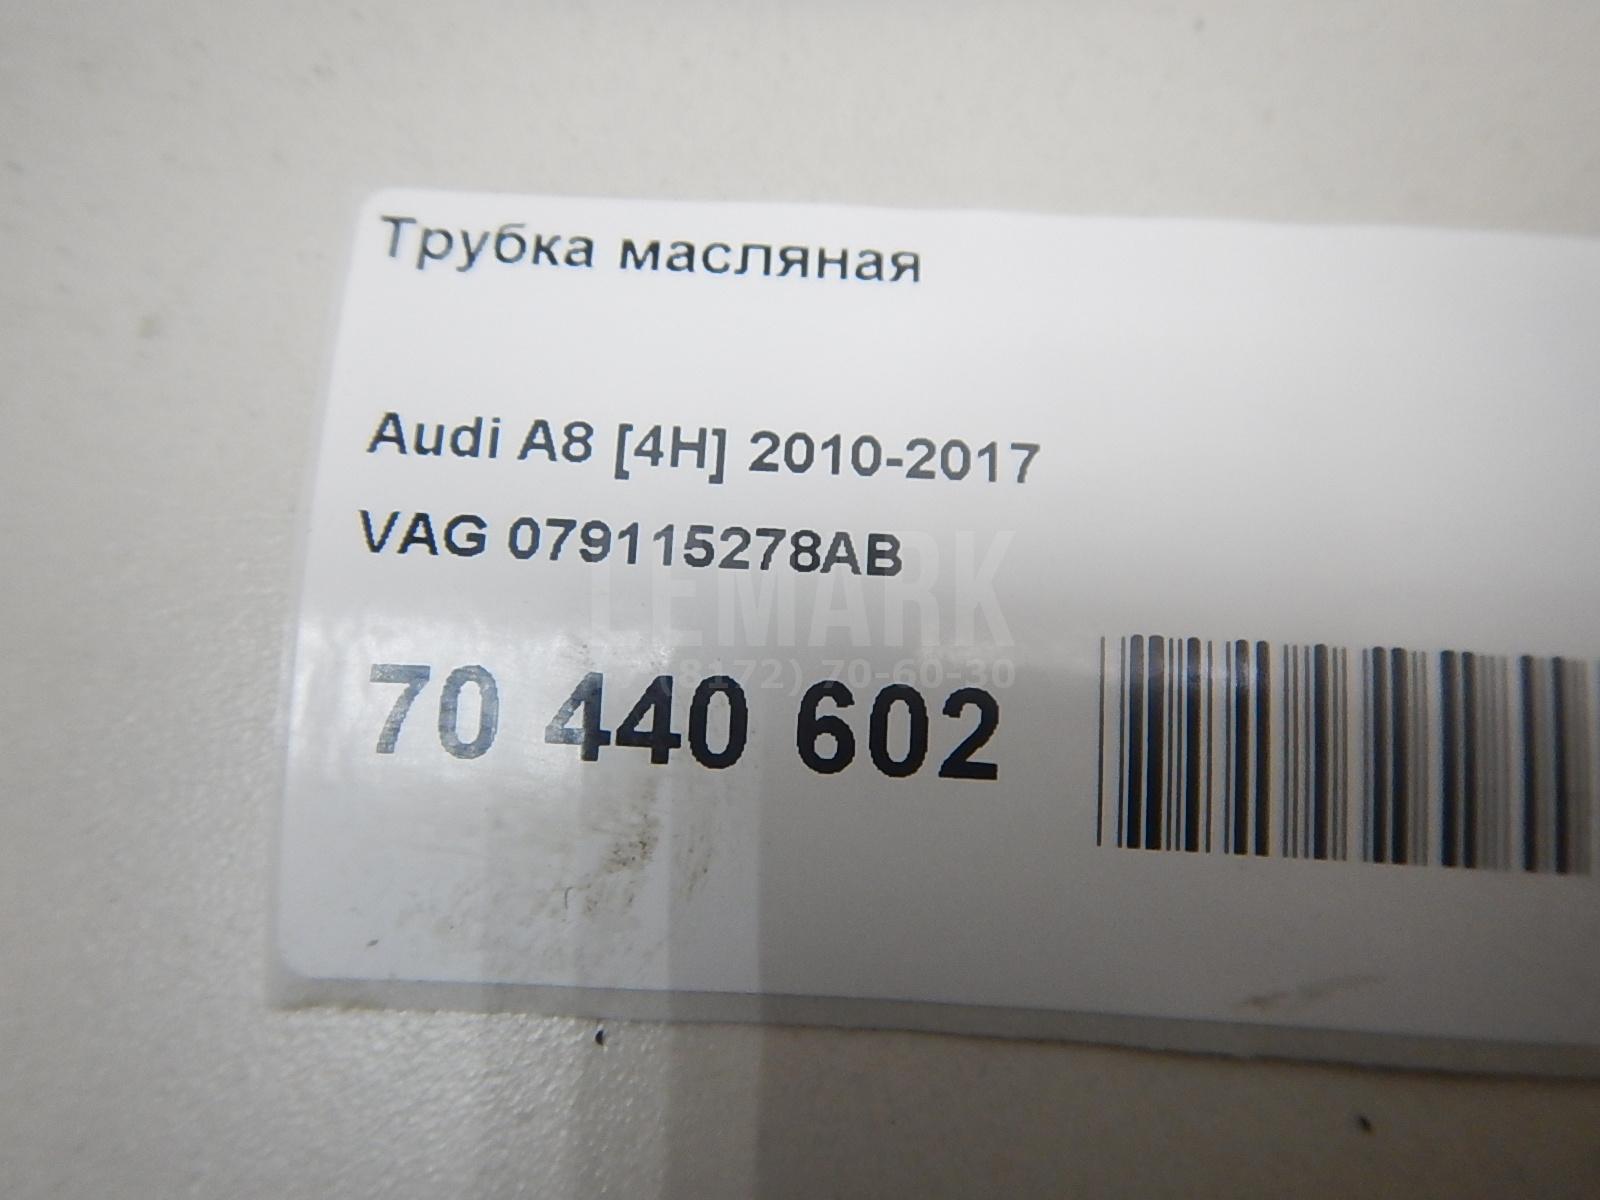 Трубка масляная
Audi A8 [4H] 2010-2017
VAG 079115278AB
LEMARK
(8172) 70-60-30
70 440 602